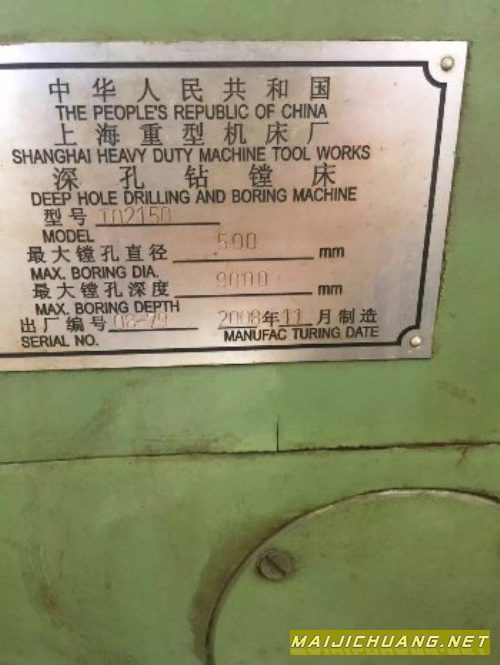 中华人民共和国
THE PEOPLE'S REPUBLIC OF CHINA
上海重型机床厂
SHANGHAI HEAVY DUTY MACHINE TOOL WORKS
深孔钻镗床
DEEP HOLE DRILLING AND BORING MACHINE
型号 TQ2150
MODEL
最大镗孔直径 500 mm
MAX. BORING DIA.
最大镗孔深度 9000 mm
MAX. BORING DEPTH
出厂编号 08-79 2008年11月制造
SERIAL NO. MANUFAC TURING DATE
MAIJICHUANG.NET